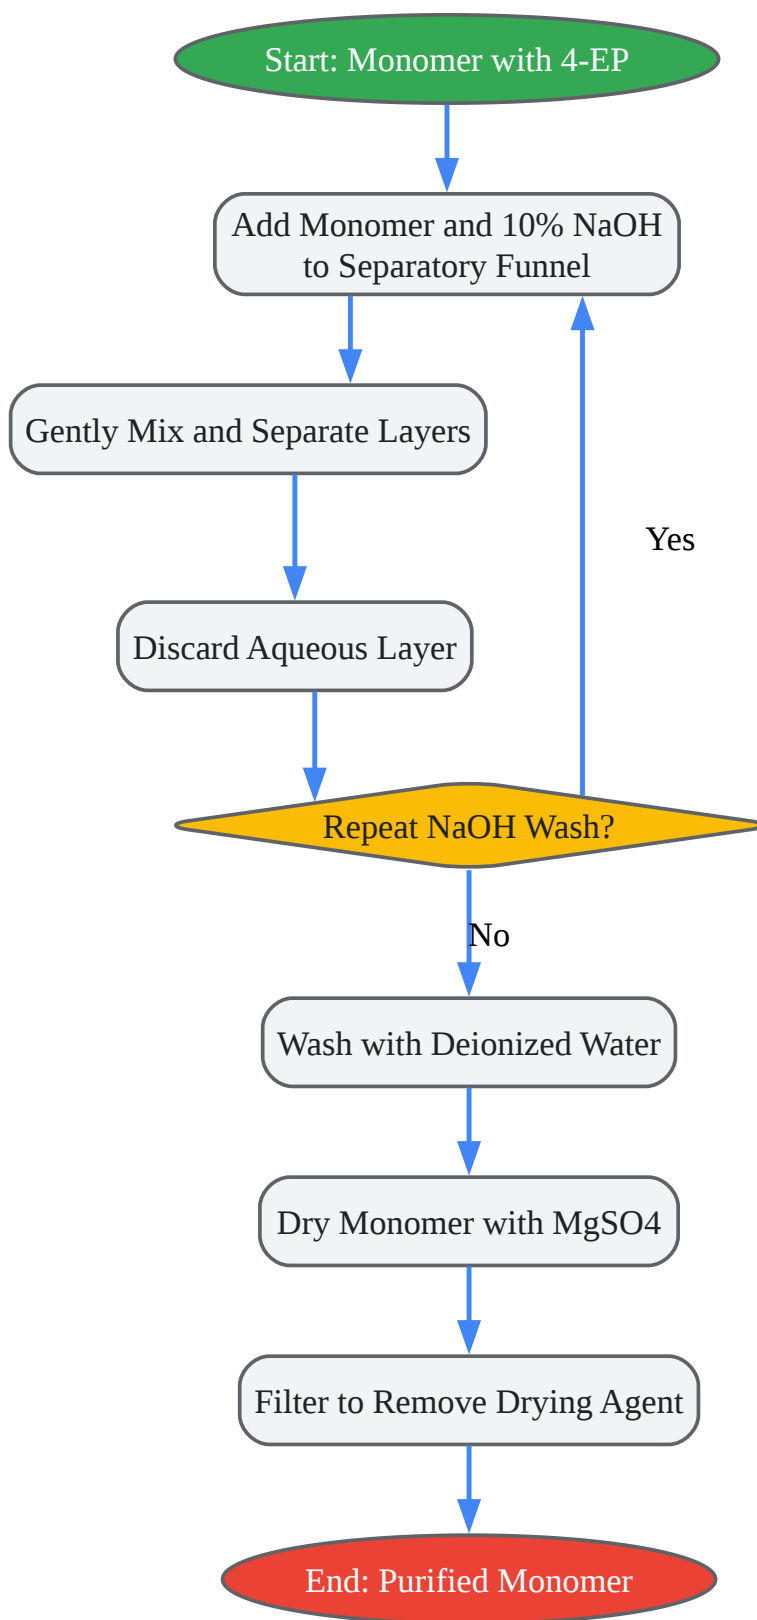 Start: Monomer with 4-EP
Add Monomer and 10% NaOH
to Separatory Funnel
Gently Mix and Separate Layers
Yes
Discard Aqueous Layer
Repeat NaOH Wash?
No
Wash with Deionized Water
Dry Monomer with MgSO4
Filter to Remove Drying Agent
End: Purified Monomer